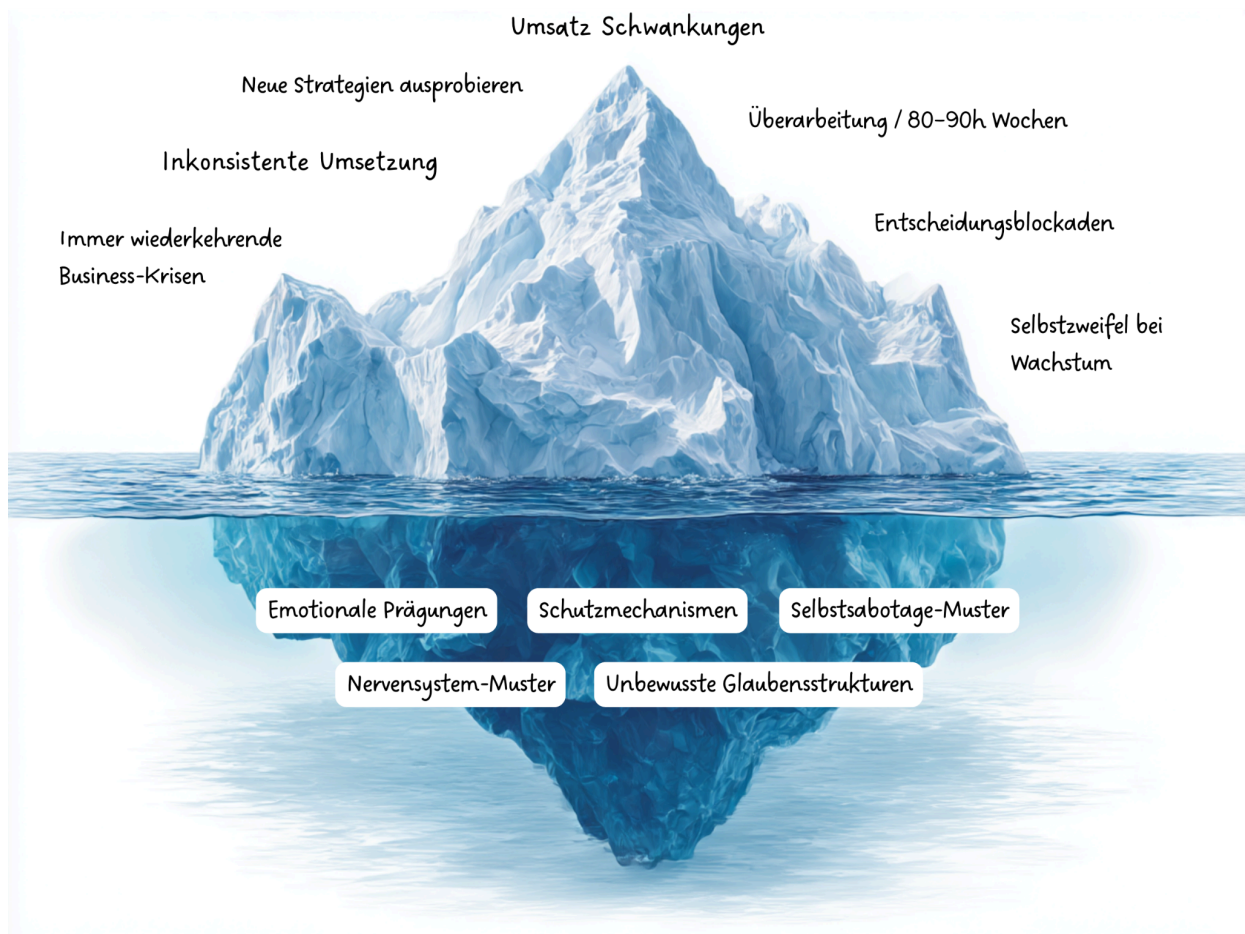 Umsatz Schwankungen
Neue Strategien ausprobieren
Überarbeitung / 80-90h Wochen
Inkonsistente Umsetzung
Entscheidungsblockaden
Immer wiederkehrende
Business-Krisen
Selbstzweifel bei
Wachstum
Emotionale Prägungen
Schutzmechanismen
Selbstsabotage-Muster
Nervensystem-Muster
Unbewusste Glaubensstrukturen